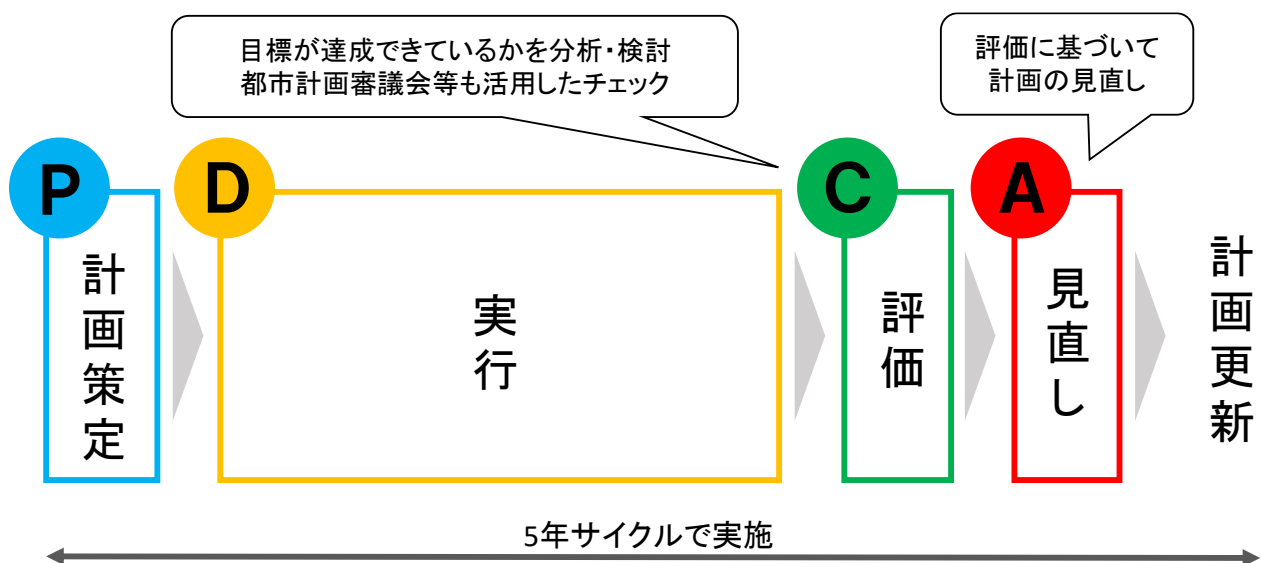 目標が達成できているかを分析・検討
都市計画審議会等も活用したチェック
評価に基づいて
計画の見直し
P
計画策定
D
実行
C
評価
A
見直し
計画更新
5年サイクルで実施